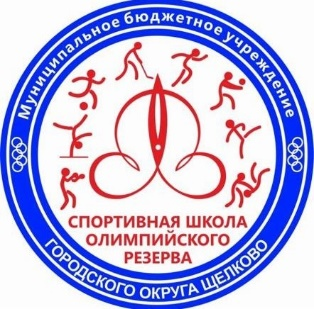 Муниципальное бюджетное учреждение
СПОРТИВНАЯ ШКОЛА
ОЛИМПИЙСКОГО
РЕЗЕРВА
ГОРОДСКОГО ОКРУГА ЩЕЛКОВО